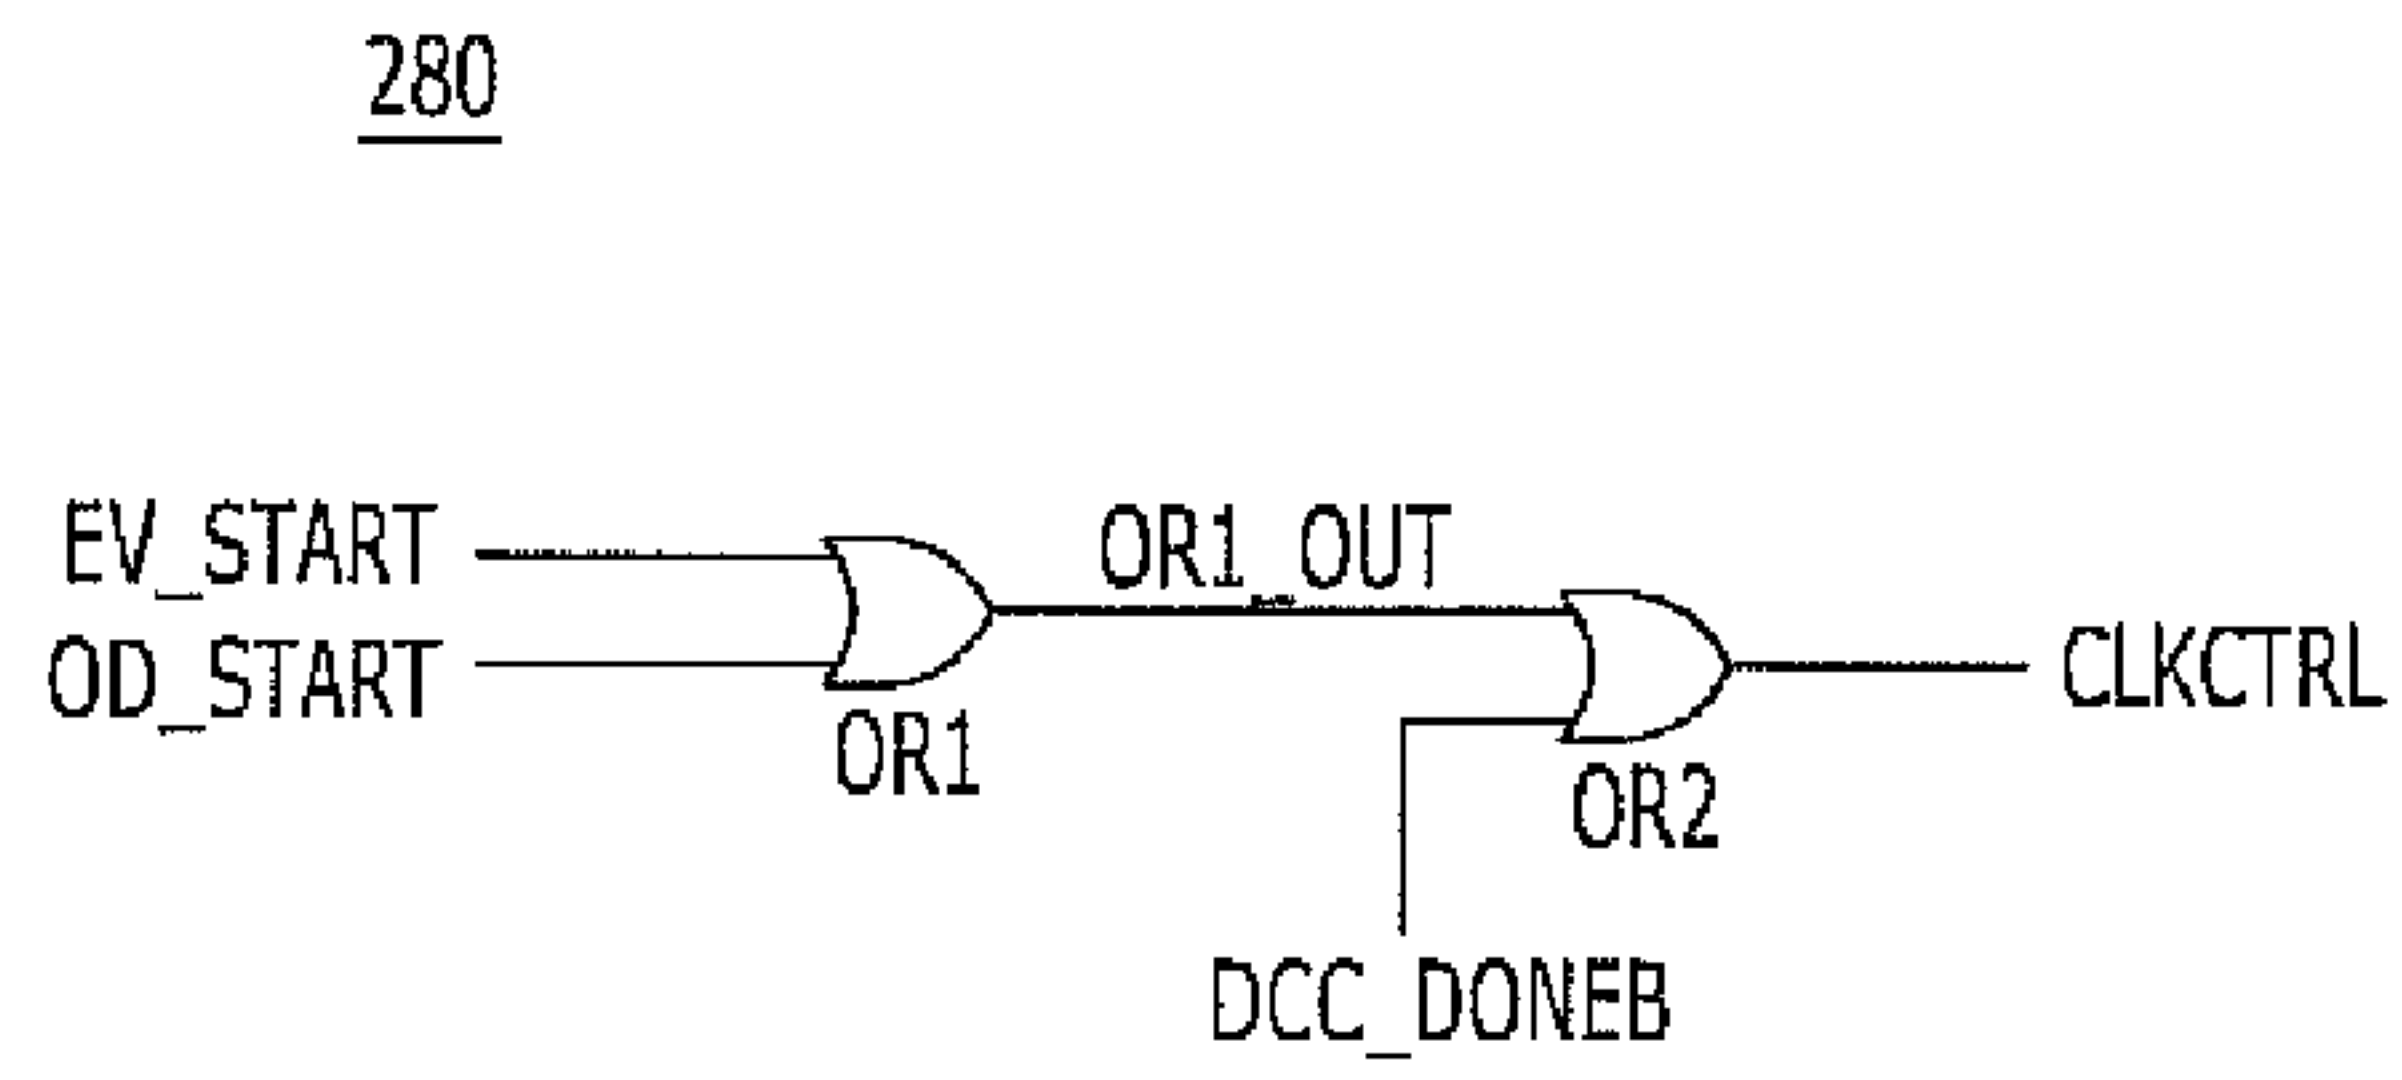 280
EV_START
OR1_OUT
OD_START
CLKCTRL
OR1
OR2
DCC_DONEB